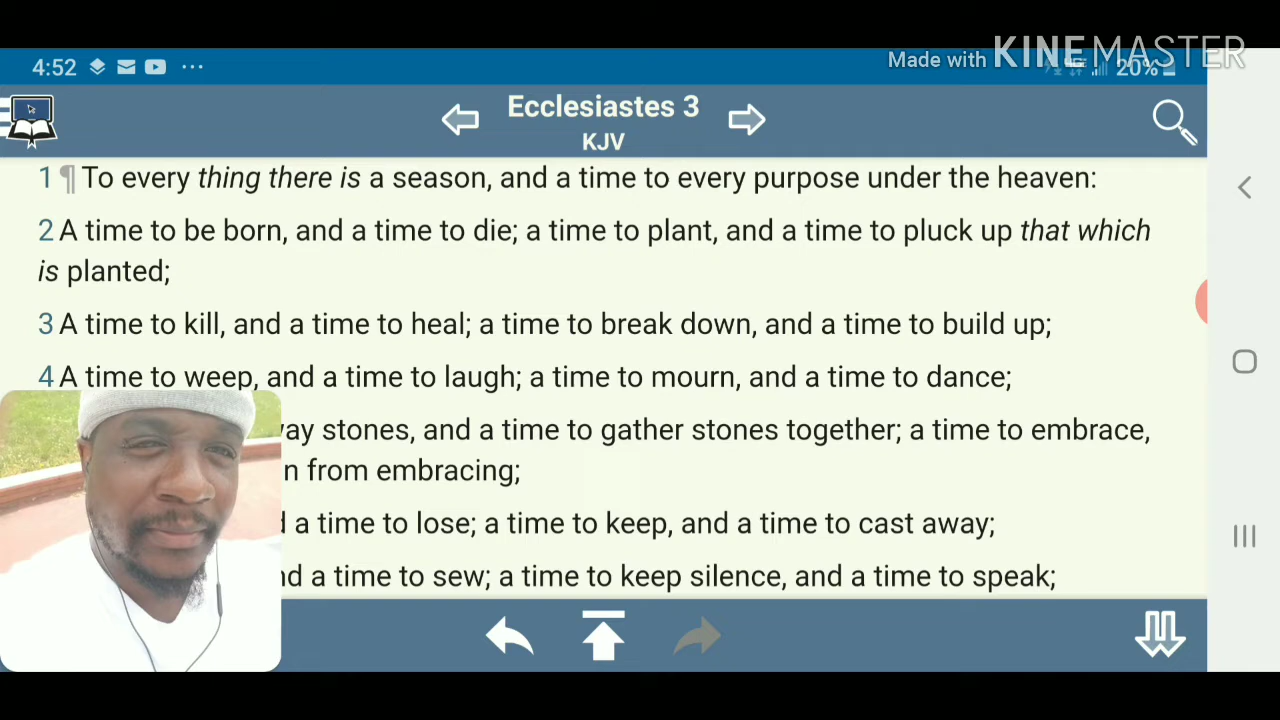 Made with KINEMASTER
4:52 ... 20%
Ecclesiastes 3
KJV
1 ¶ To every thing there is a season, and a time to every purpose under the heaven:
2 A time to be born, and a time to die; a time to plant, and a time to pluck up that which
is planted;
3 A time to kill, and a time to heal; a time to break down, and a time to build up;
4 A time to weep, and a time to laugh; a time to mourn, and a time to dance;
stones, and a time to gather stones together; a time to embrace,
from embracing;
a time to lose; a time to keep, and a time to cast away;
a time to sew; a time to keep silence, and a time to speak;